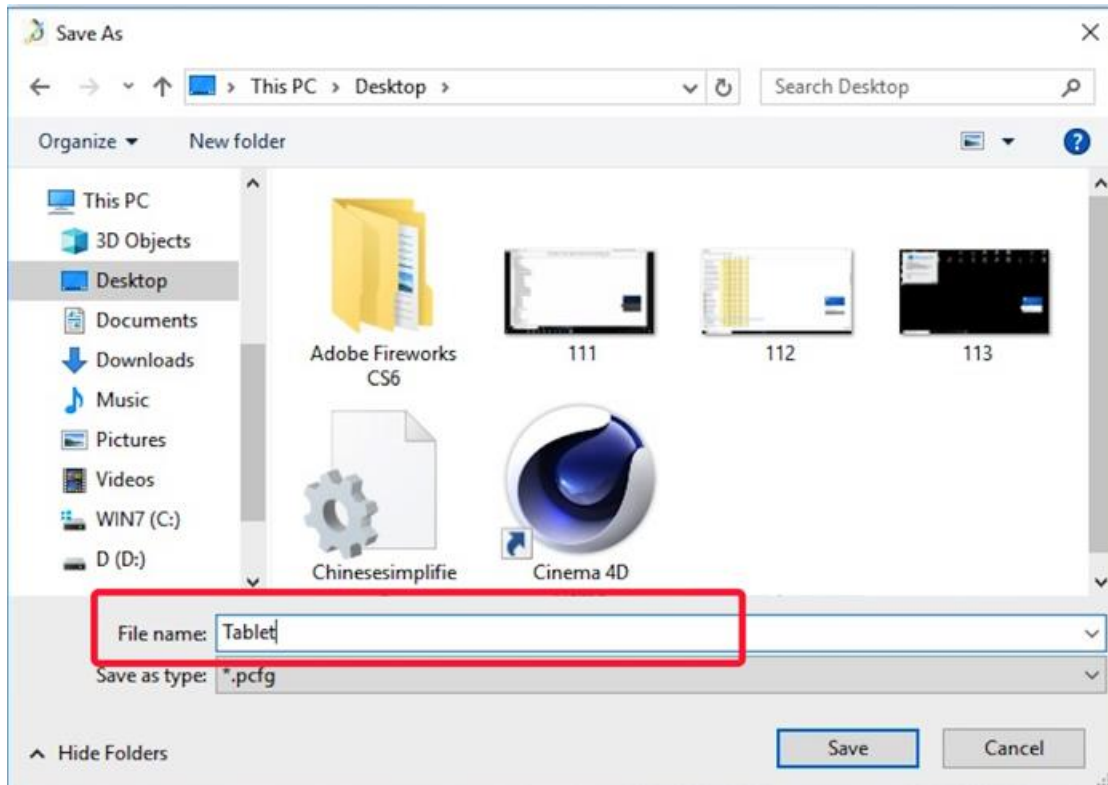 Save As
This PC > Desktop >
Search Desktop
Organize
New folder
This PC
3D Objects
Desktop
Documents
Downloads
Music
Pictures
Videos
WIN7 (C:)
D (D:)
Adobe Fireworks
CS6
111
112
113
Chinesesimplifie
Cinema 4D
File name: Tablet
Save as type: *.pcfg
Hide Folders
Save
Cancel